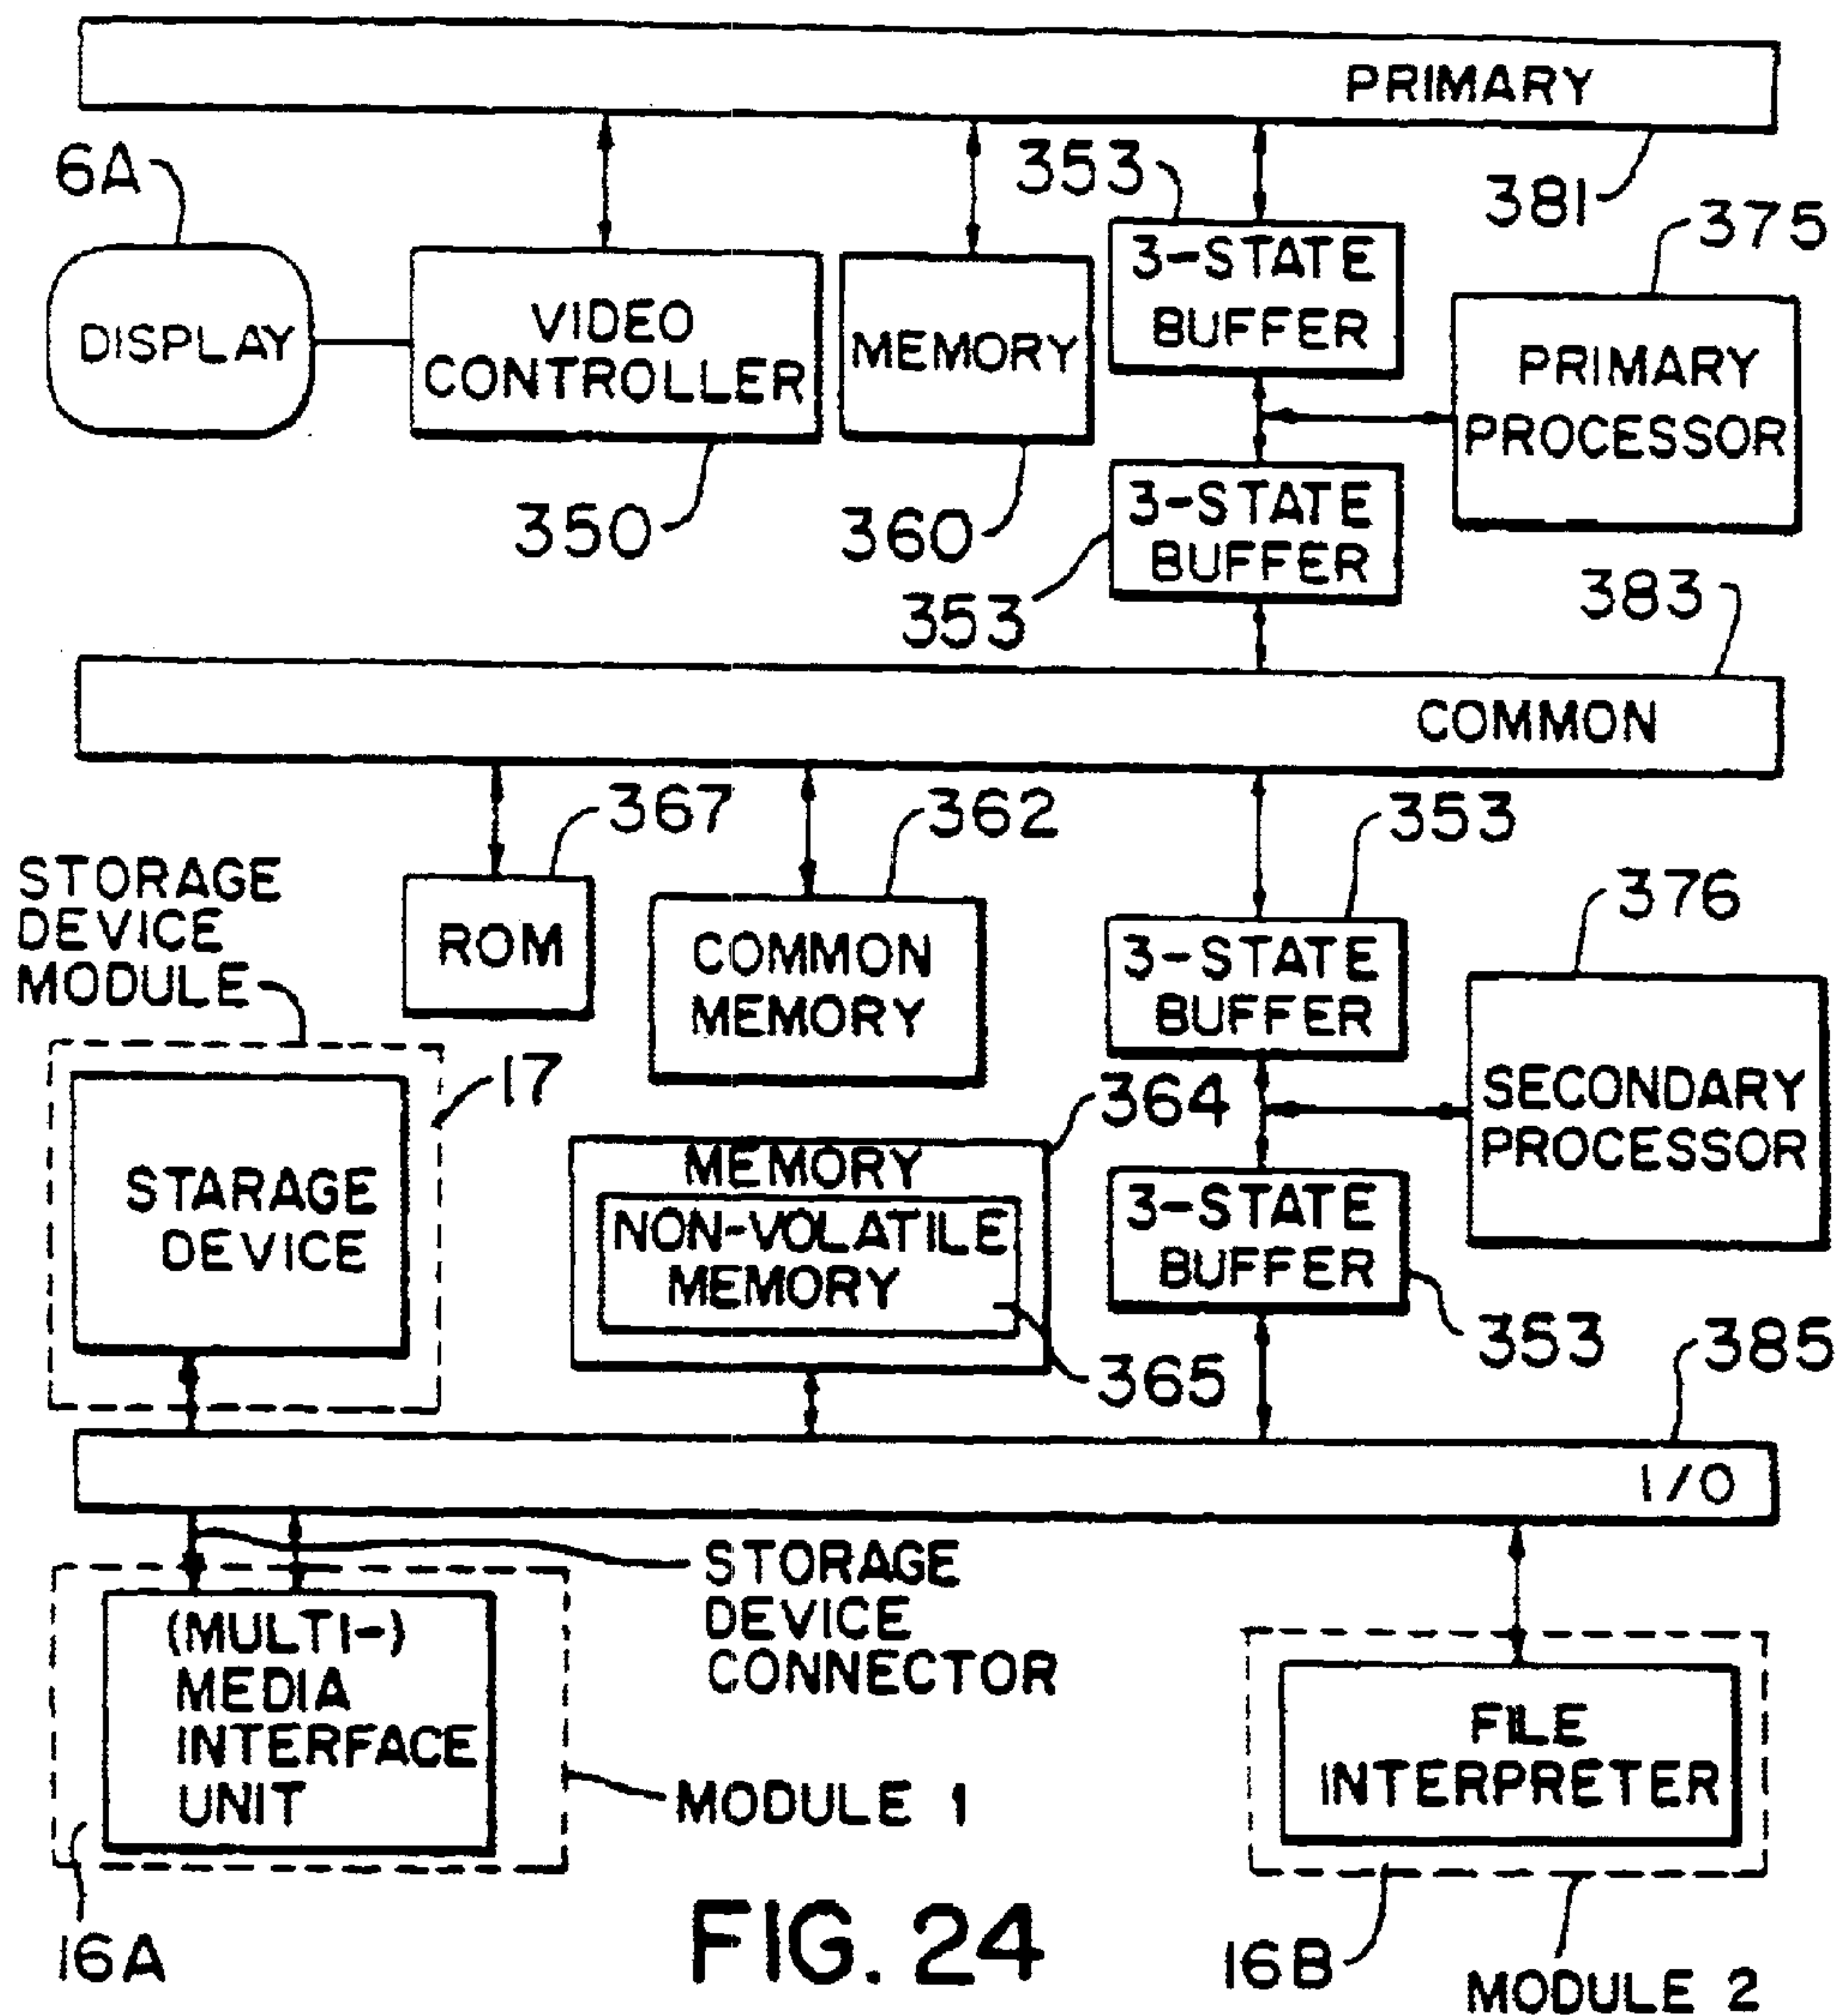 PRIMARY
6A
353
381
375
3-STATE
BUFFER
DISPLAY
VIDEO
CONTROLLER
MEMORY
PRIMARY
PROCESSOR
350
360
3-STATE
BUFFER
353
383
COMMON
367
362
353
STORAGE
DEVICE
MODULE
376
ROM
COMMON
MEMORY
3-STATE
BUFFER
17
364
SECONDARY
PROCESSOR
STARAGE
DEVICE
MEMORY
NON-VOLATILE
MEMORY
3-STATE
BUFFER
353
365
385
I/O
STORAGE
DEVICE
CONNECTOR
(MULTI-)
MEDIA
INTERFACE
UNIT
MODULE 1
FILE
INTERPRETER
16A
FIG. 24
16B
MODULE 2